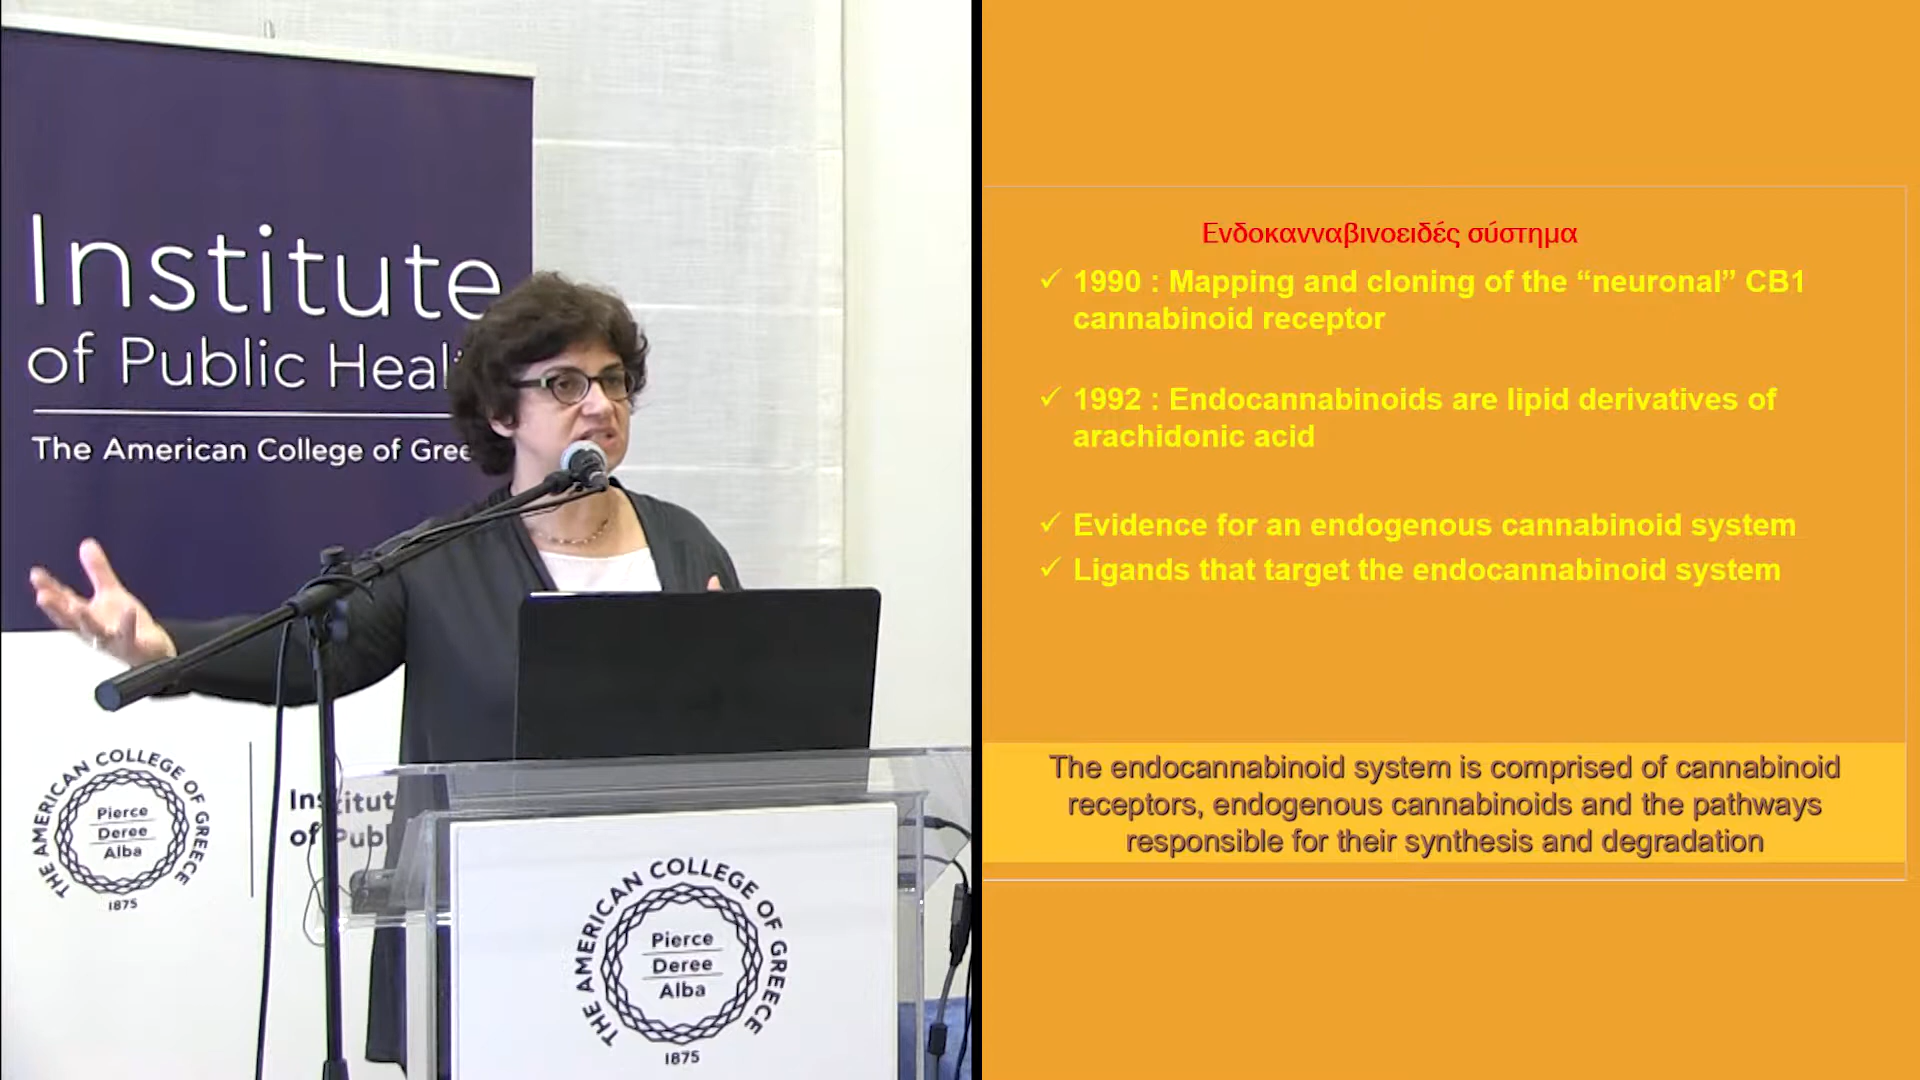 Institute
of Public Heal
The American College of Gree
THE AMERICAN COLLEGE OF GREECE
Pierce
Deree
Alba
1875
Institut
of Publ
THE AMERICAN COLLEGE OF GREECE
Pierce
Deree
Alba
1875
Ενδοκανναβινοειδές σύστημα
✓ 1990 : Mapping and cloning of the “neuronal” CB1
cannabinoid receptor
✓ 1992 : Endocannabinoids are lipid derivatives of
arachidonic acid
✓ Evidence for an endogenous cannabinoid system
✓ Ligands that target the endocannabinoid system
The endocannabinoid system is comprised of cannabinoid
receptors, endogenous cannabinoids and the pathways
responsible for their synthesis and degradation